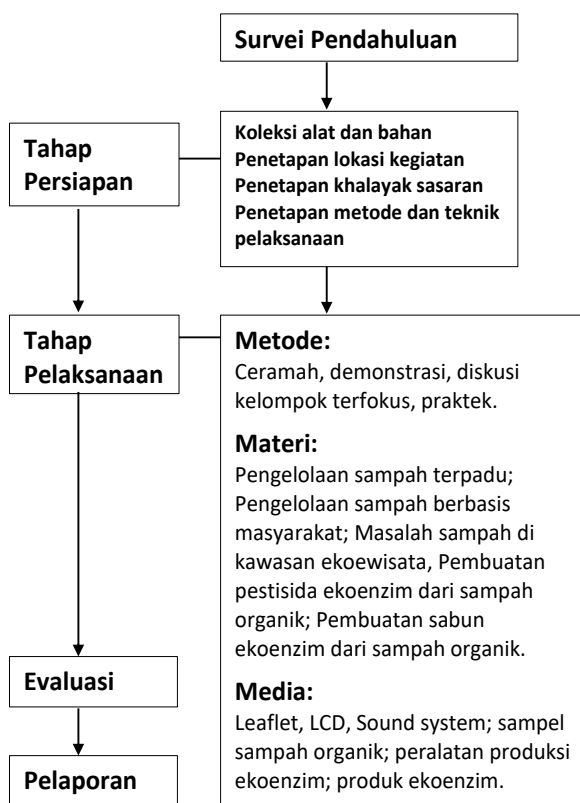 Survei Pendahuluan
Tahap
Persiapan
Koleksi alat dan bahan
Penetapan lokasi kegiatan
Penetapan khalayak sasaran
Penetapan metode dan teknik
pelaksanaan
Tahap
Pelaksanaan
Metode:
Ceramah, demonstrasi, diskusi
kelompok terfokus, praktek.
Materi:
Pengelolaan sampah terpadu;
Pengelolaan sampah berbasis
masyarakat; Masalah sampah di
kawasan ekoewisata, Pembuatan
pestisida ekoenzim dari sampah
organik; Pembuatan sabun
ekoenzim dari sampah organik.
Media:
Leaflet, LCD, Sound system; sampel
sampah organik; peralatan produksi
ekoenzim; produk ekoenzim.
Evaluasi
Pelaporan